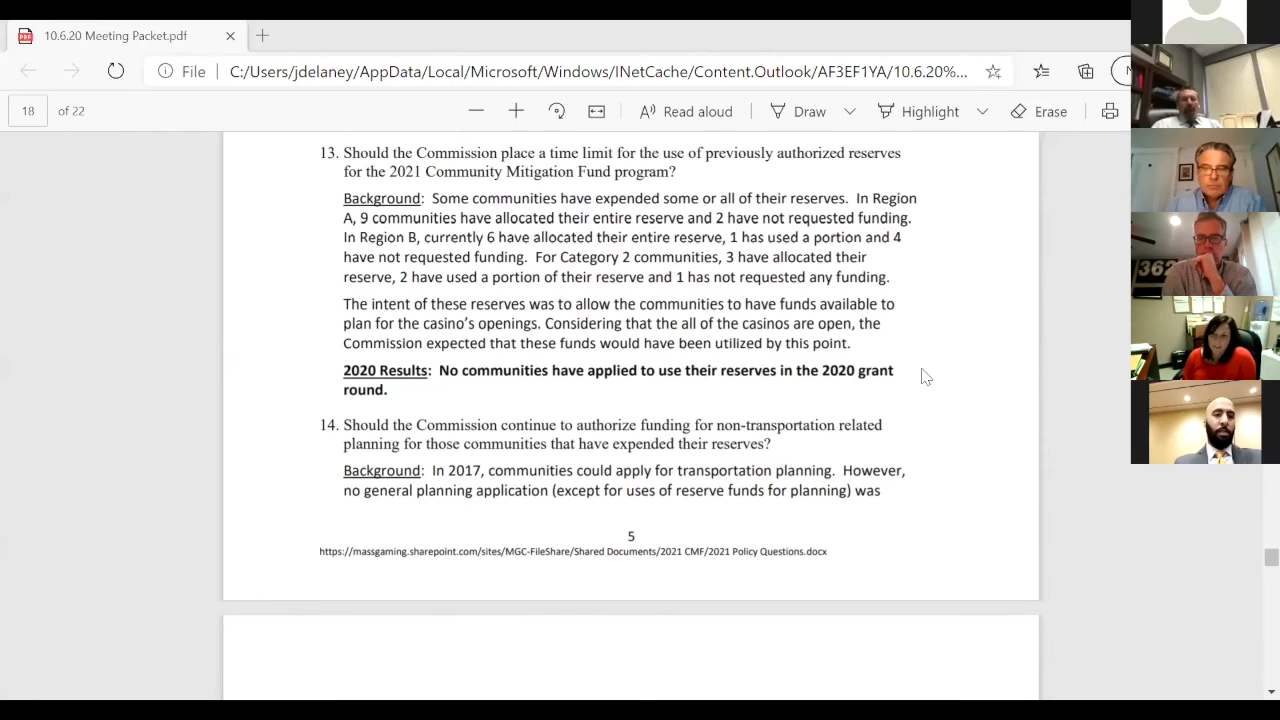 10.6.20 Meeting Packet.pdf
File C:/Users/jdelaney/AppData/Local/Microsoft/Windows/INetCache/Content.Outlook/AF3EF1YA/10.6.20%...
18 of 22 Read aloud Draw Highlight Erase
13. Should the Commission place a time limit for the use of previously authorized reserves
for the 2021 Community Mitigation Fund program?
Background: Some communities have expended some or all of their reserves. In Region
A, 9 communities have allocated their entire reserve and 2 have not requested funding.
In Region B, currently 6 have allocated their entire reserve, 1 has used a portion and 4
have not requested funding. For Category 2 communities, 3 have allocated their
reserve, 2 have used a portion of their reserve and 1 has not requested any funding.
The intent of these reserves was to allow the communities to have funds available to
plan for the casino's openings. Considering that the all of the casinos are open, the
Commission expected that these funds would have been utilized by this point.
2020 Results: No communities have applied to use their reserves in the 2020 grant
round.
14. Should the Commission continue to authorize funding for non-transportation related
planning for those communities that have expended their reserves?
Background: In 2017, communities could apply for transportation planning. However,
no general planning application (except for uses of reserve funds for planning) was
5
https://massgaming.sharepoint.com/sites/MGC-FileShare/Shared Documents/2021 CMF/2021 Policy Questions.docx
362